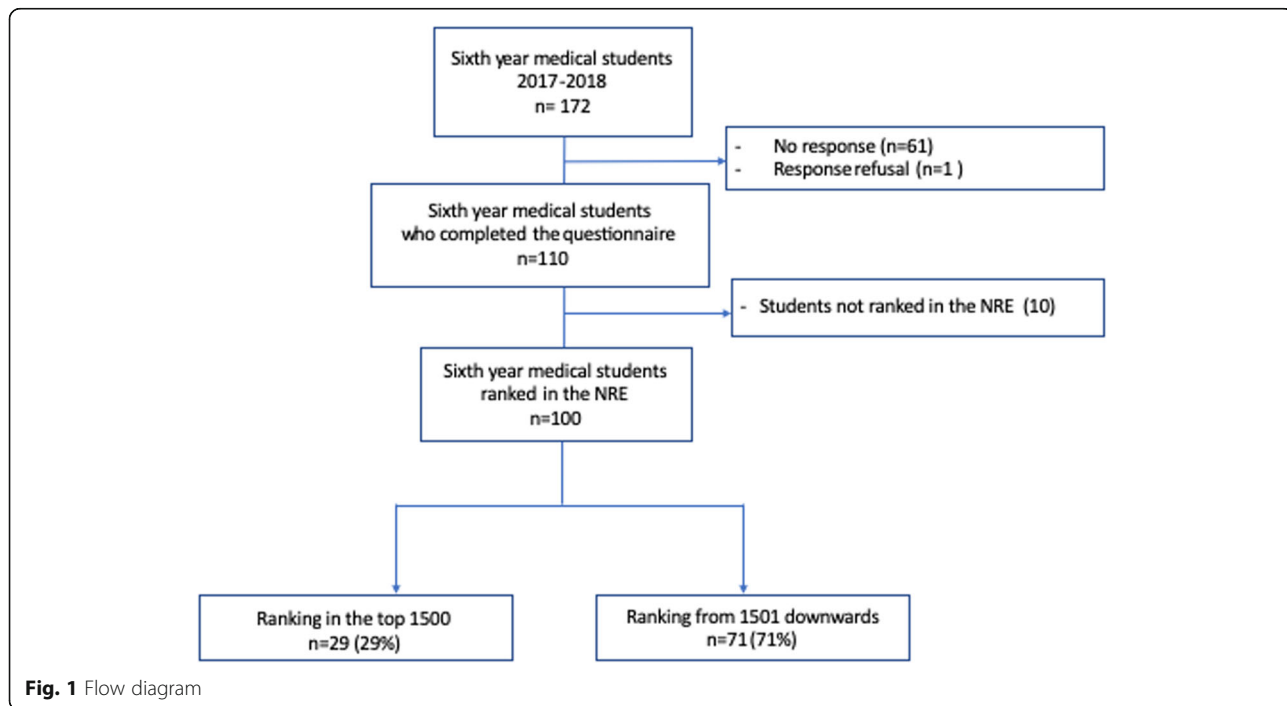 Sixth year medical students
2017-2018
n= 172
- No response (n=61)
- Response refusal (n=1 )
Sixth year medical students
who completed the questionnaire
n=110
- Students not ranked in the NRE (10)
Sixth year medical students
ranked in the NRE
n=100
Ranking in the top 1500
n=29 (29%)
Ranking from 1501 downwards
n=71 (71%)
Fig. 1 Flow diagram